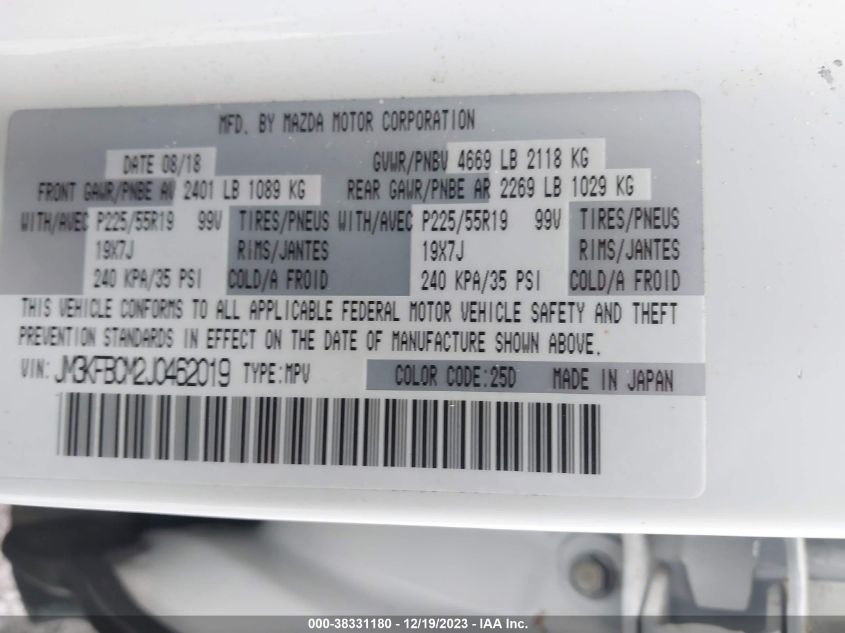 MFD. BY MAZDA MOTOR CORPORATION
DATE 08/18 GVWR/PNBV 4669 LB 2118 KG
FRONT GAWR/PNBE AV 2401 LB 1089 KG REAR GAWR/PNBE AR 2269 LB 1029 KG
WITH/AVEC P225/55R19 99V TIRES/PNEUS WITH/AVEC P225/55R19 99V TIRES/PNEUS
19X7J RIMS/JANTES 19X7J RIMS/JANTES
240 KPA/35 PSI COLD/A FROID 240 KPA/35 PSI COLD/A FROID
THIS VEHICLE CONFORMS TO ALL APPLICABLE FEDERAL MOTOR VEHICLE SAFETY AND THEFT
PREVENTION STANDARDS IN EFFECT ON THE DATE OF MANUFACTURE SHOWN ABOVE.
VIN: JM3KFBCM2J0462019 TYPE:MPV COLOR CODE:25D MADE IN JAPAN
000-38331180 - 12/19/2023 - IAA Inc.